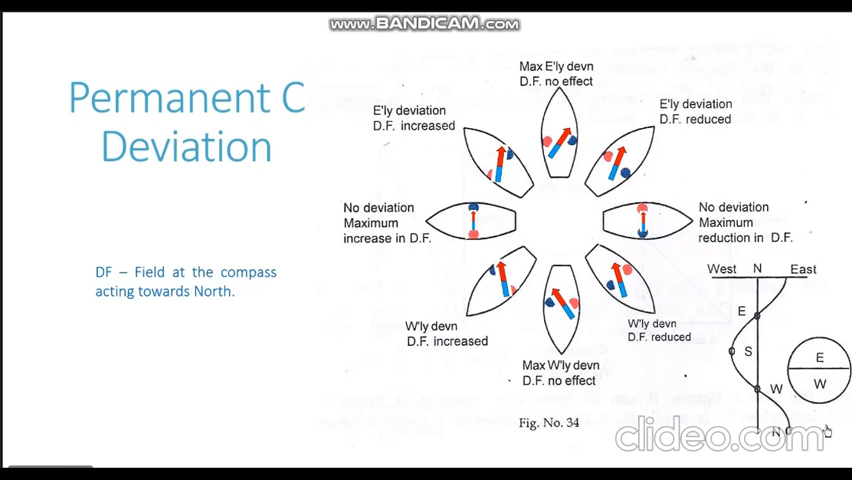 www.BANDICAM.com
Permanent C
Deviation
DF – Field at the compass
acting towards North.
Max E'ly devn
D.F. no effect
E'ly deviation
D.F. increased
E'ly deviation
D.F. reduced
No deviation
Maximum
increase in D.F.
No deviation
Maximum
reduction in D.F.
W'ly devn
D.F. increased
W'ly devn
D.F. reduced
Max W'ly devn
D.F. no effect
Fig. No. 34
West N East
E
S
W
N
E
W
clideo.com